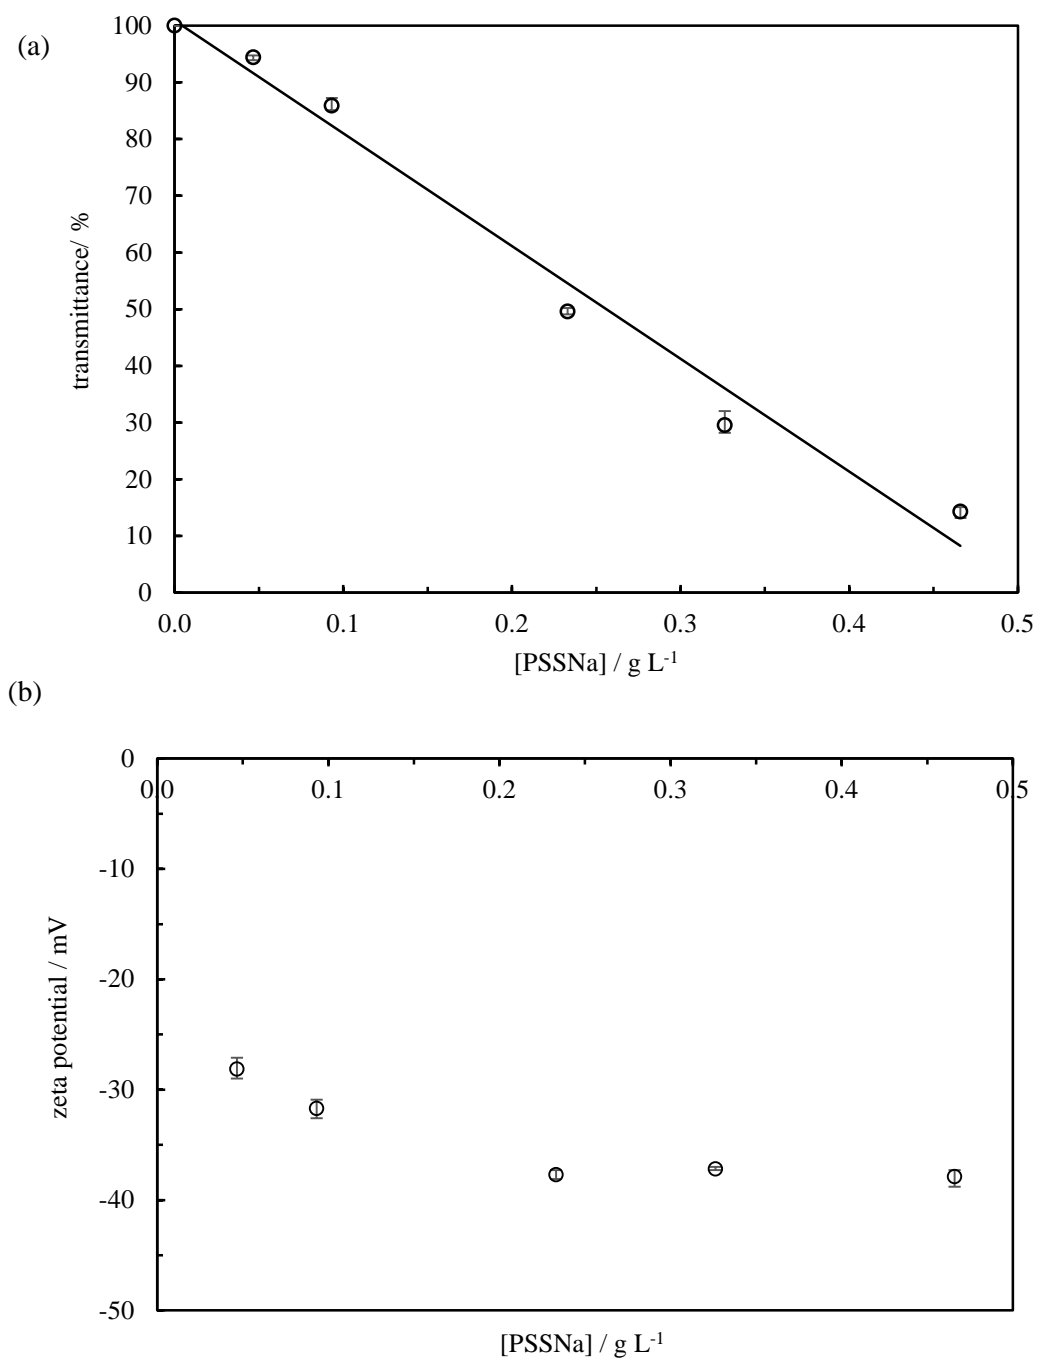 (a)
100
90
80
70
60
50
40
30
20
10
0
transmittance/ %
0.0 0.1 0.2 0.3 0.4 0.5
[PSSNa] / g L⁻¹
(b)
0
0.0 0.1 0.2 0.3 0.4 0.5
-10
-20
-30
-40
-50
zeta potential / mV
[PSSNa] / g L⁻¹